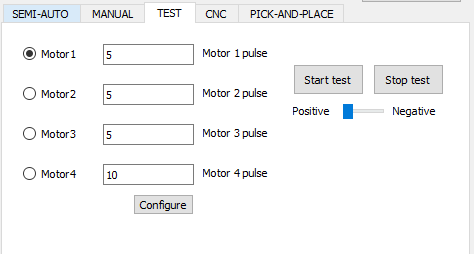 SEMI-AUTO MANUAL TEST CNC PICK-AND-PLACE
Motor1 5 Motor 1 pulse
Start test Stop test
Motor2 5 Motor 2 pulse
Positive Negative
Motor3 5 Motor 3 pulse
Motor4 10 Motor 4 pulse
Configure